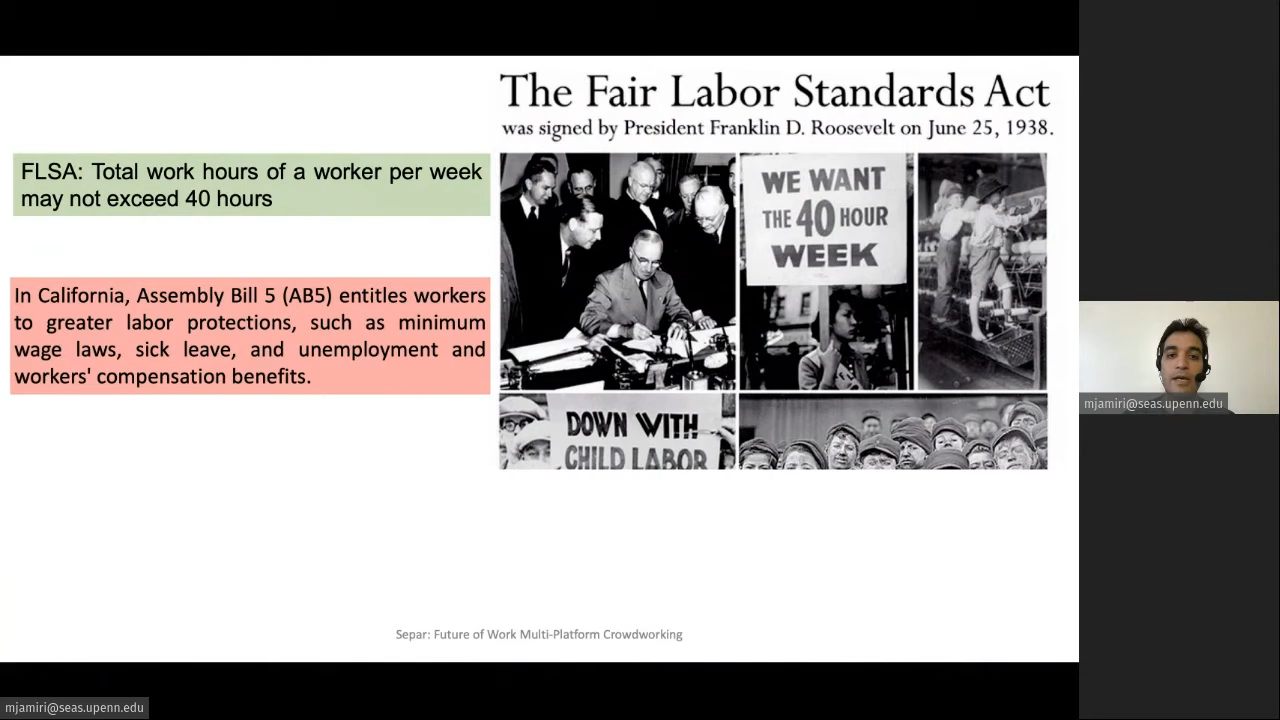 The Fair Labor Standards Act
was signed by President Franklin D. Roosevelt on June 25, 1938.
FLSA: Total work hours of a worker per week
may not exceed 40 hours
In California, Assembly Bill 5 (AB5) entitles workers
to greater labor protections, such as minimum
wage laws, sick leave, and unemployment and
workers' compensation benefits.
WE WANT
THE 40 HOUR
WEEK
DOWN WITH
CHILD LABOR
Separ: Future of Work Multi-Platform Crowdworking
mjamiri@seas.upenn.edu
mjamiri@seas.upenn.edu